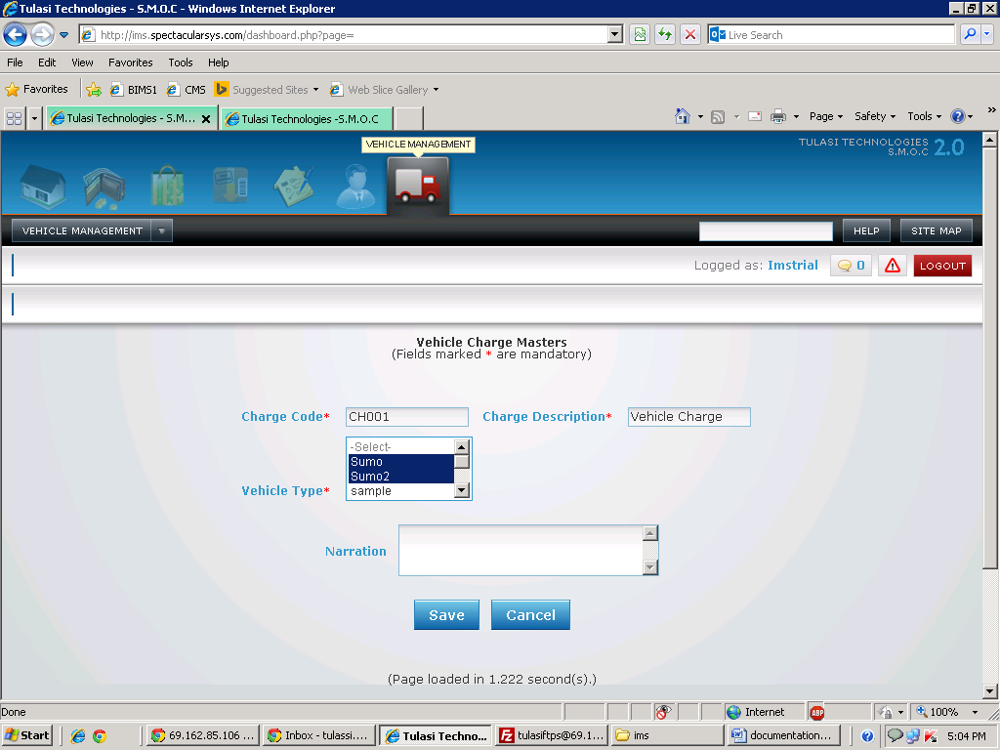 Tulasi Technologies - S.M.O.C - Windows Internet Explorer
http://ims.spectacularsys.com/dashboard.php?page=
Live Search
File Edit View Favorites Tools Help
Favorites BIMS1 CMS Suggested Sites Web Slice Gallery
Tulasi Technologies - S.M... Tulasi Technologies -S.M.O.C Page Safety Tools »
VEHICLE MANAGEMENT
TULASI TECHNOLOGIES
S.M.O.C 2.0
VEHICLE MANAGEMENT HELP SITE MAP
Logged as: Imstrial 0 LOGOUT
Vehicle Charge Masters
(Fields marked * are mandatory)
Charge Code* CH001 Charge Description* Vehicle Charge
-Select-
Sumo
Sumo2
Vehicle Type* sample
Narration
Save Cancel
(Page loaded in 1.222 second(s).)
Done Internet ABP 100%
Start 69.162.85.106 ... Inbox - tulassi.... Tulasi Techno... tulasiftps@69.1... ims documentation... 5:04 PM